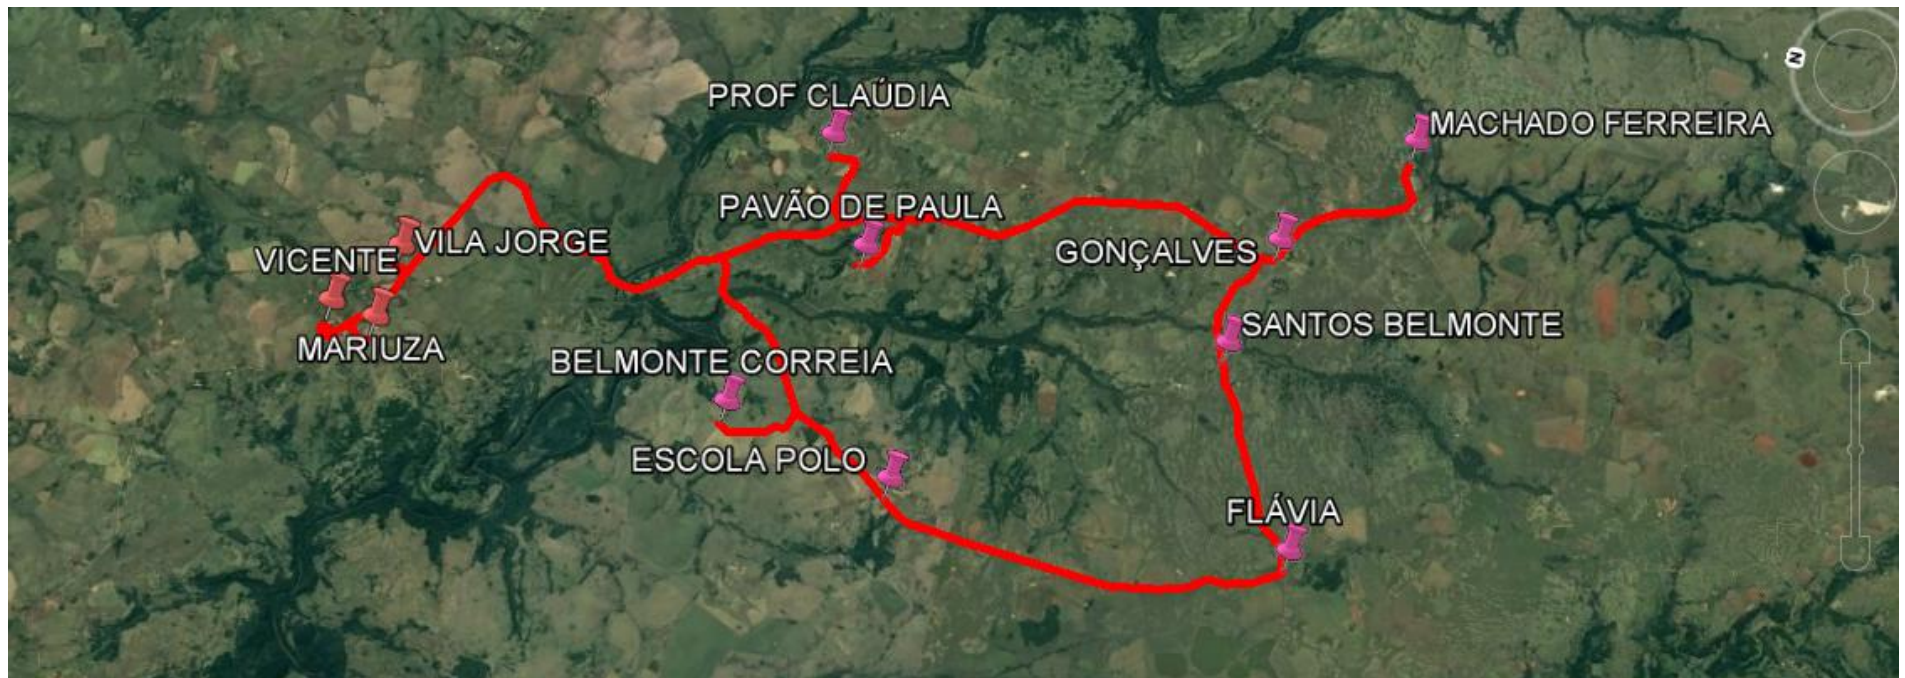 N
PROF CLAÚDIA
MACHADO FERREIRA
PAVÃO DE PAULA
VILA JORGE
GONÇALVES
VICENTE
SANTOS BELMONTE
MARIUZA
BELMONTE CORREIA
ESCOLA POLO
FLÁVIA